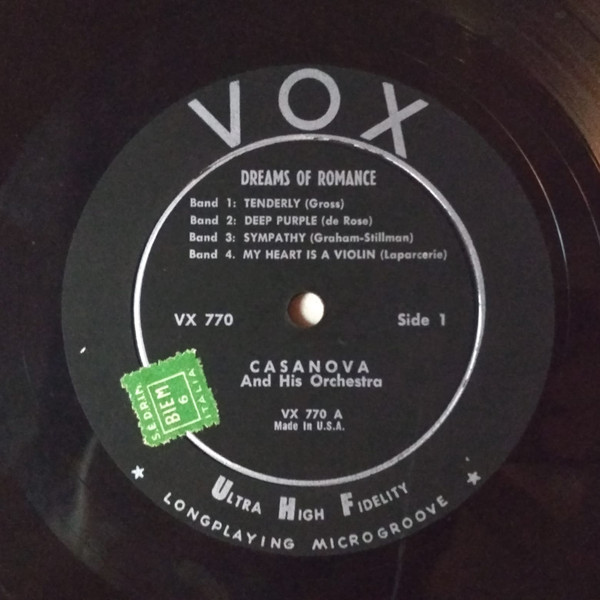 VOX
DREAMS OF ROMANCE
Band 1: TENDERLY (Gross)
Band 2: DEEP PURPLE (de Rose)
Band 3: SYMPATHY (Graham-Stillman)
Band 4. MY HEART IS A VIOLIN (Laparcerie)
VX 770 Side 1
CASANOVA
And His Orchestra
VX 770 A
Made In U.S.A.
S.E.D.R.I.M.
BIEM
6
ITALIA
ULTRA HIGH FIDELITY
LONGPLAYING MICROGROOVE